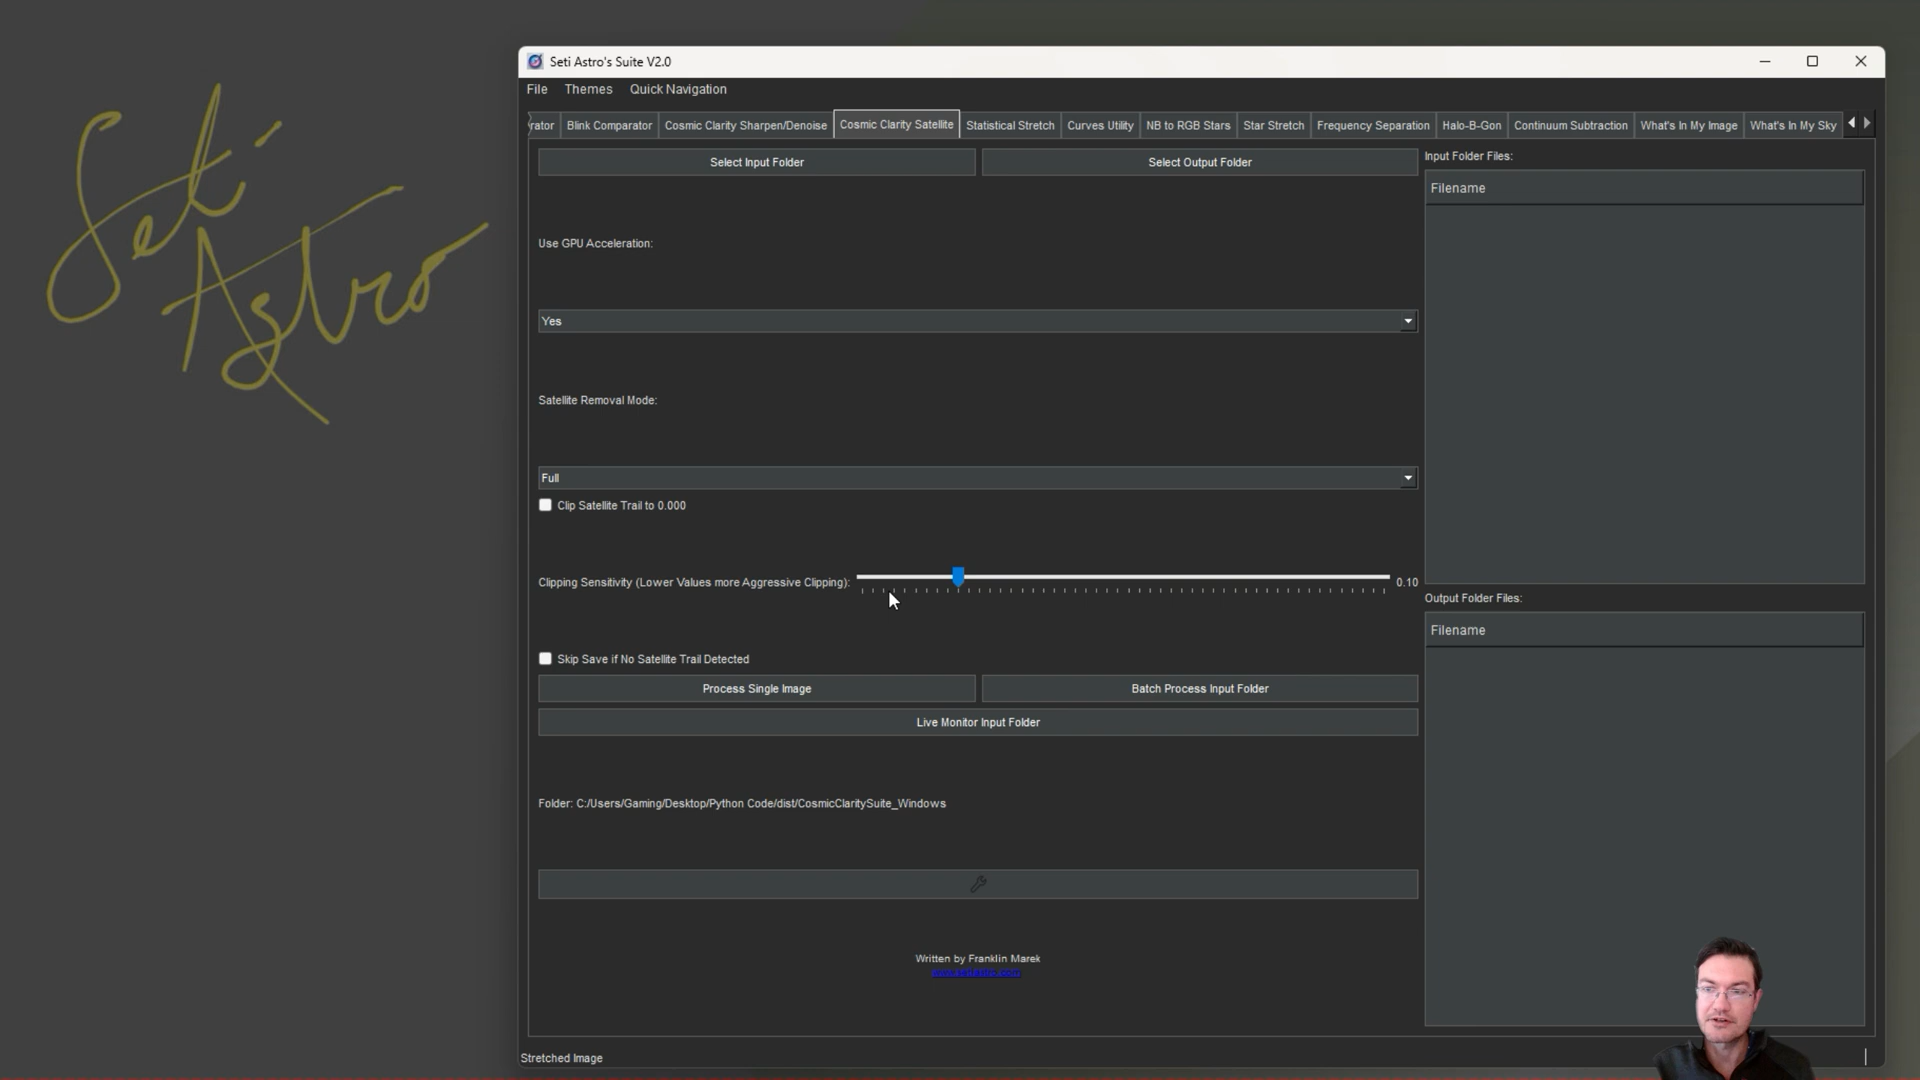 Seti
Astro
Seti Astro's Suite V2.0
File Themes Quick Navigation
rator Blink Comparator Cosmic Clarity Sharpen/Denoise Cosmic Clarity Satellite Statistical Stretch Curves Utility NB to RGB Stars Star Stretch Frequency Separation Halo-B-Gon Continuum Subtraction What's In My Image What's In My Sky
Select Input Folder Select Output Folder
Use GPU Acceleration:
Yes
Satellite Removal Mode:
Full
Clip Satellite Trail to 0.000
Clipping Sensitivity (Lower Values more Aggressive Clipping): 0.10
Skip Save if No Satellite Trail Detected
Process Single Image Batch Process Input Folder
Live Monitor Input Folder
Folder: C:/Users/Gaming/Desktop/Python Code/dist/CosmicClaritySuite_Windows
Written by Franklin Marek
www.setiastro.com
Input Folder Files:
Filename
Output Folder Files:
Filename
Stretched Image